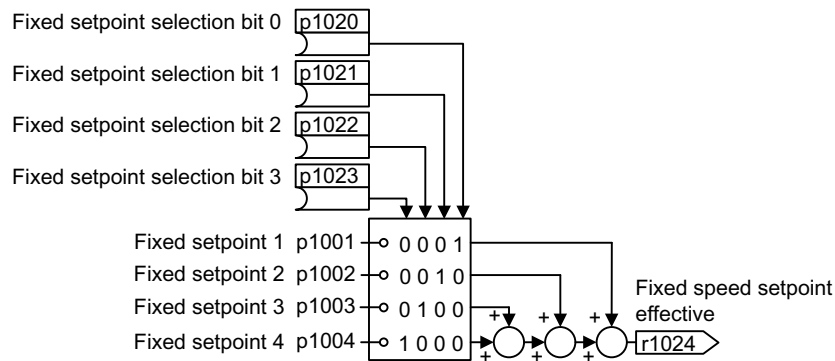 Fixed setpoint selection bit 0 p1020
Fixed setpoint selection bit 1 p1021
Fixed setpoint selection bit 2 p1022
Fixed setpoint selection bit 3 p1023
Fixed setpoint 1 p1001 0 0 0 1
Fixed setpoint 2 p1002 0 0 1 0
Fixed setpoint 3 p1003 0 1 0 0
Fixed setpoint 4 p1004 1 0 0 0
+ + +
+ + +
Fixed speed setpoint
effective
r1024